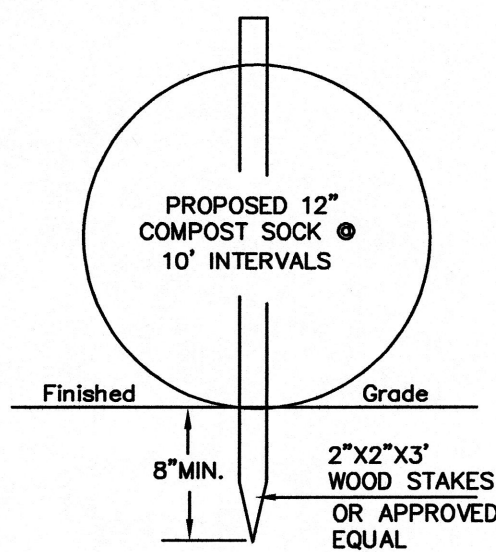 PROPOSED 12"
COMPOST SOCK @
10' INTERVALS
Finished Grade
8"MIN.
2"X2"X3'
WOOD STAKES
OR APPROVED
EQUAL